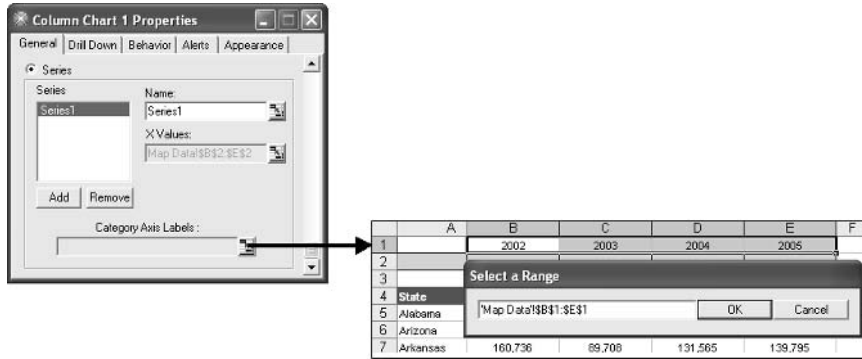 Column Chart 1 Properties
General Drill Down Behavior Alerts Appearance
Series
Series Name:
Series1 Series1
X Values:
Map Data!$B$2:$E$2
Add Remove
Category Axis Labels :
A B C D E F
1 2002 2003 2004 2005
2
3 Select a Range
4 State 'Map Data'!$B$1:$E$1 OK Cancel
5 Alabama
6 Arizona
7 Arkansas 160,736 89,708 131,565 139,795